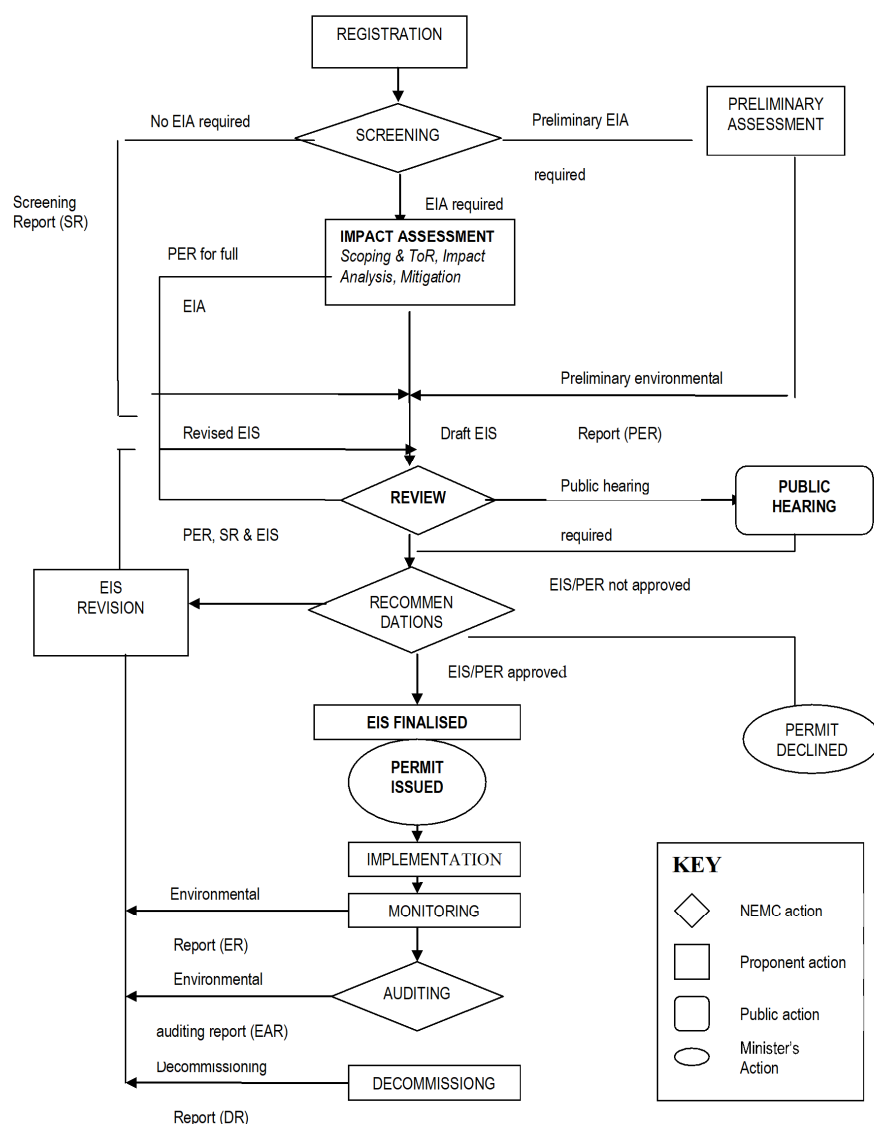 REGISTRATION
No EIA required
SCREENING
Preliminary EIA
required
PRELIMINARY
ASSESSMENT
Screening
Report (SR)
EIA required
PER for full
EIA
IMPACT ASSESSMENT
Scoping & ToR, Impact
Analysis, Mitigation
Preliminary environmental
Revised EIS
Draft EIS
Report (PER)
REVIEW
Public hearing
required
PUBLIC
HEARING
PER, SR & EIS
EIS
REVISION
RECOMMEN
DATIONS
EIS/PER not approved
EIS/PER approved
EIS FINALISED
PERMIT
DECLINED
PERMIT
ISSUED
IMPLEMENTATION
Environmental
MONITORING
Report (ER)
Environmental
AUDITING
auditing report (EAR)
Decommissioning
DECOMMISSIONG
Report (DR)
KEY
NEMC action
Proponent action
Public action
Minister's
Action